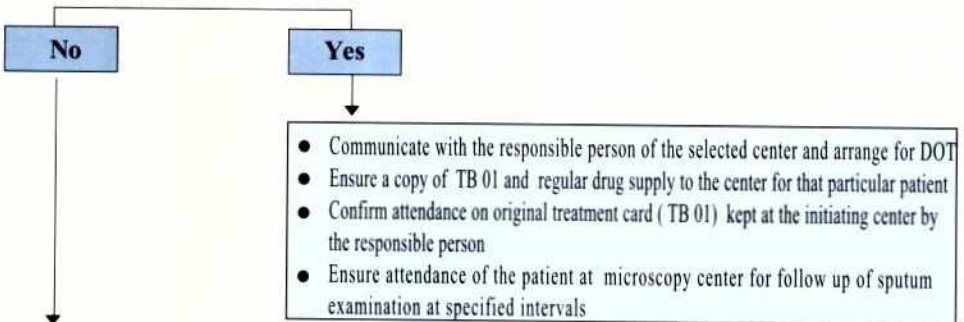 No
Yes
● Communicate with the responsible person of the selected center and arrange for DOT
● Ensure a copy of TB 01 and regular drug supply to the center for that particular patient
● Confirm attendance on original treatment card ( TB 01) kept at the initiating center by
the responsible person
● Ensure attendance of the patient at microscopy center for follow up of sputum
examination at specified intervals